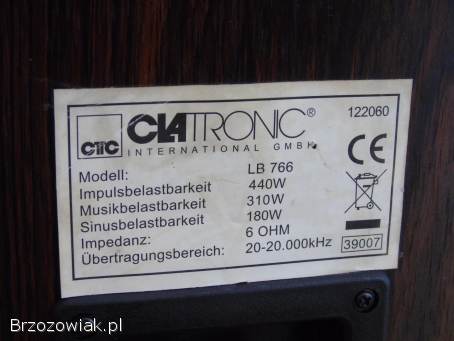 CTC CLATRONIC® 122060
INTERNATIONAL GMBH
Modell: LB 766
Impulsbelastbarkeit 440W
Musikbelastbarkeit 310W
Sinusbelastbarkeit 180W
Impedanz: 6 OHM
Übertragungsbereich: 20-20.000kHz
CE
39007
Brzozowiak.pl